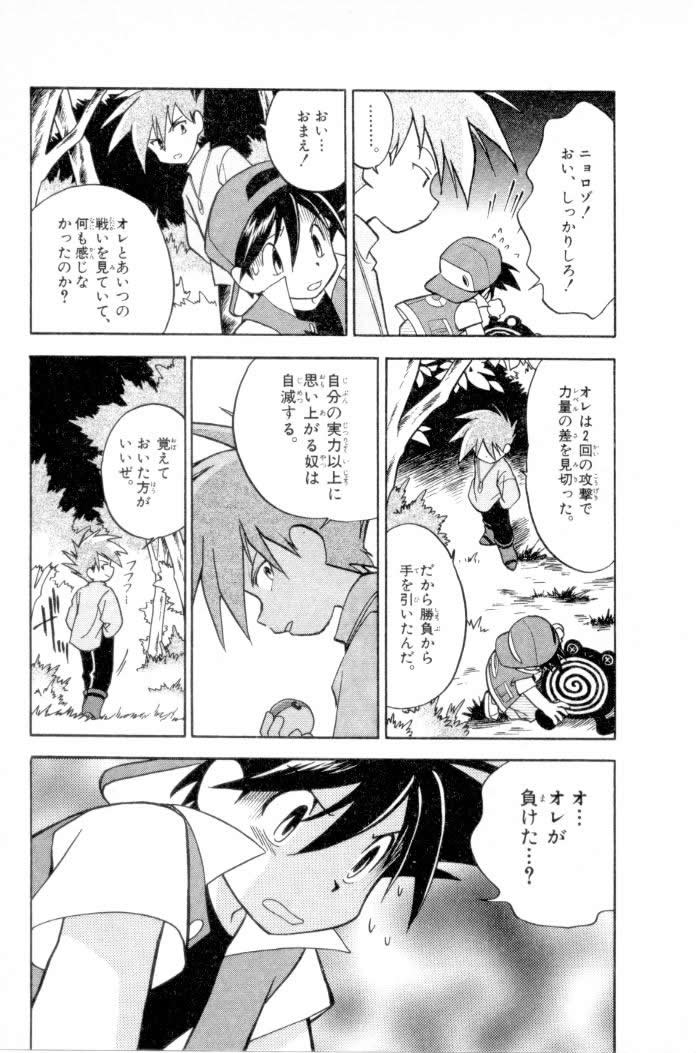 ニョロゾ！
おい、しっかりしろ！
………。
おい…
おまえ！
オレとあいつの
戦いを見ていて、
何も感じな
かったのか？
オレは2回の攻撃で
力量の差を見切った。
だから勝負から
手を引いたんだ。
自分の実力以上に
思い上がる奴は
自滅する。
覚えて
おいた方が
いいぜ。
フフフ…
オ…
オレが
負けた…？